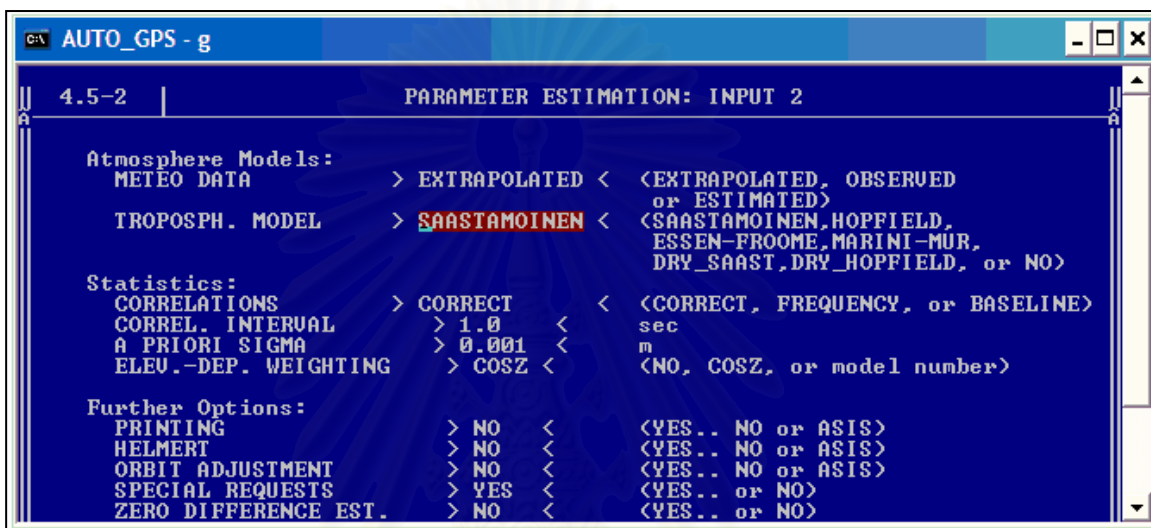 AUTO_GPS - g
4.5-2 | PARAMETER ESTIMATION: INPUT 2
Atmosphere Models:
METEO DATA > EXTRAPOLATED < (EXTRAPOLATED, OBSERVED
or ESTIMATED)
TROPOSPH. MODEL > SAASTAMOINEN < (SAASTAMOINEN,HOPFIELD,
ESSEN-FROOME,MARINI-MUR,
DRY_SAAST,DRY_HOPFIELD, or NO)
Statistics:
CORRELATIONS > CORRECT < (CORRECT, FREQUENCY, or BASELINE)
CORREL. INTERVAL > 1.0 < sec
A PRIORI SIGMA > 0.001 < m
ELEV.-DEP. WEIGHTING > COSZ < (NO, COSZ, or model number)
Further Options:
PRINTING > NO < (YES.. NO or ASIS)
HELMERT > NO < (YES.. NO or ASIS)
ORBIT ADJUSTMENT > NO < (YES.. NO or ASIS)
SPECIAL REQUESTS > YES < (YES.. or NO)
ZERO DIFFERENCE EST. > NO < (YES.. or NO)